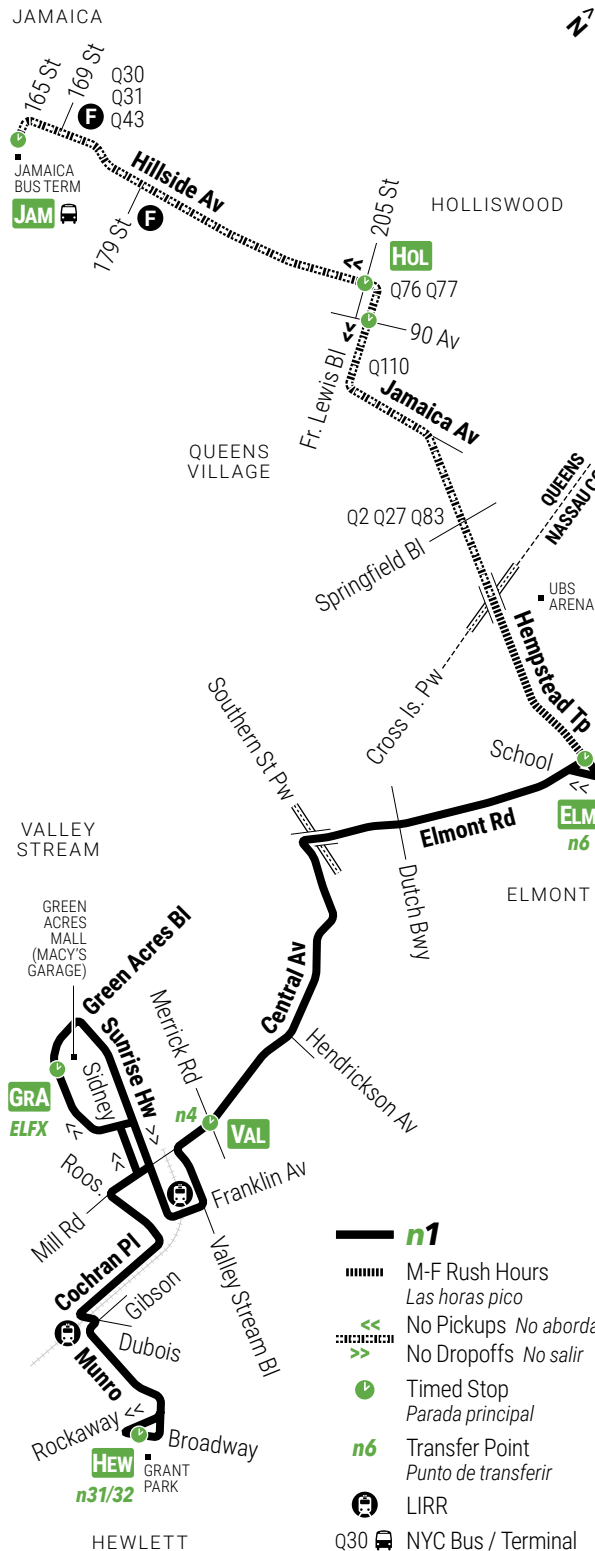 JAMAICA
N
165 St
169 St
Q30
Q31
Q43
F
JAMAICA
BUS TERM
JAM
Hillside Av
179 St
F
205 St
HOLLISWOOD
HOL
Q76 Q77
90 Av
Fr. Lewis Bl
Q110
Jamaica Av
QUEENS
VILLAGE
Q2 Q27 Q83
Springfield Bl
QUEENS
NASSAU C
UBS
ARENA
Cross Is. Pw
Hempstead Tp
Southern St Pw
School
ELM
n6
Elmont Rd
Dutch Bwy
ELMONT
VALLEY
STREAM
GREEN
ACRES
MALL
(MACY'S
GARAGE)
Green Acres Bl
Sunrise Hw
Sidney
Merrick Rd
Central Av
Hendrickson Av
GRA
ELFX
n4
VAL
Roos.
Mill Rd
Franklin Av
Valley Stream Bl
Cochran Pl
Gibson
Dubois
Munro
Rockaway
Broadway
HEW
n31/32
GRANT
PARK
HEWLETT
n1
M-F Rush Hours
Las horas pico
<< No Pickups No aborda
>> No Dropoffs No salir
Timed Stop
Parada principal
n6 Transfer Point
Punto de transferir
LIRR
Q30 NYC Bus / Terminal